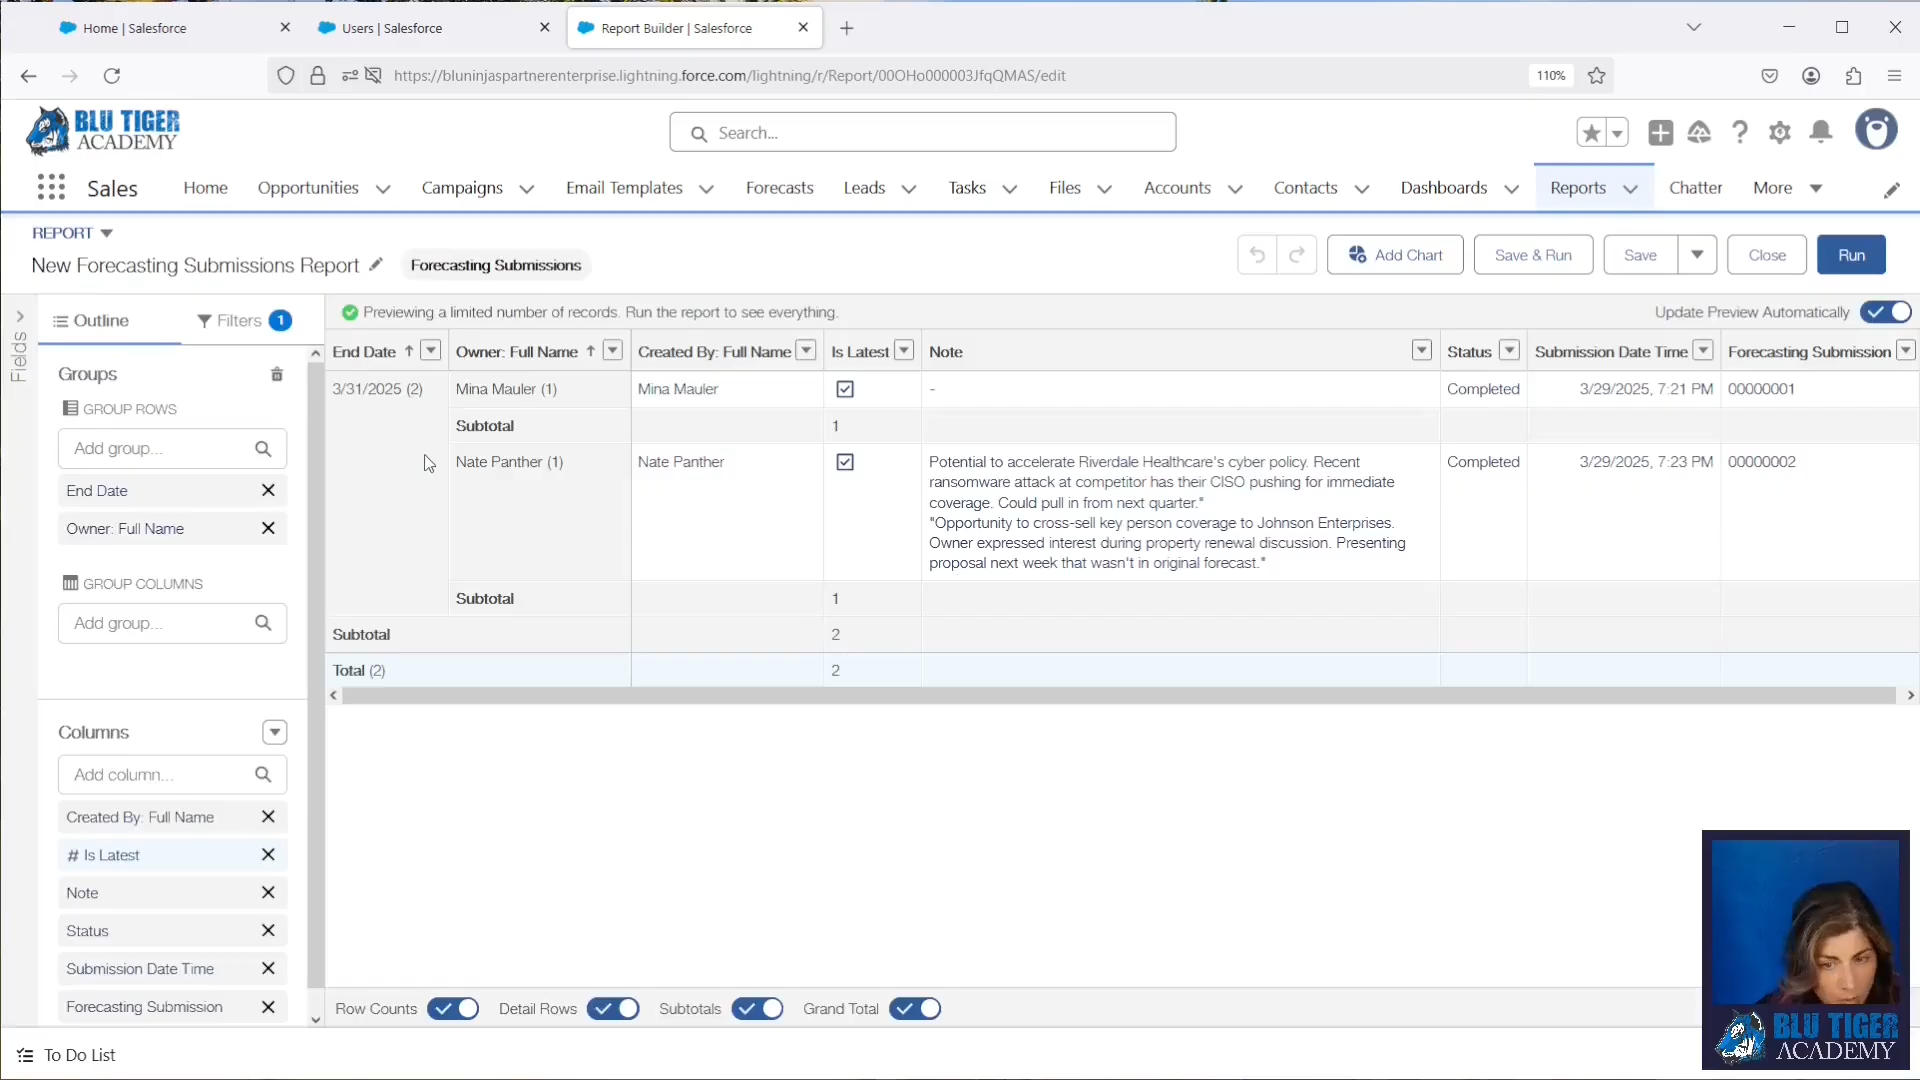 Home | Salesforce
Users | Salesforce
Report Builder | Salesforce
https://bluninjaspartnerenterprise.lightning.force.com/lightning/r/Report/00OHo000003JfqQMAS/edit
110%
BLU TIGER
ACADEMY
Search...
Sales
Home
Opportunities
Campaigns
Email Templates
Forecasts
Leads
Tasks
Files
Accounts
Contacts
Dashboards
Reports
Chatter
More
REPORT
New Forecasting Submissions Report
Forecasting Submissions
Add Chart
Save & Run
Save
Close
Run
Fields
Outline
Filters 1
Previewing a limited number of records. Run the report to see everything.
Update Preview Automatically
Groups
GROUP ROWS
Add group...
End Date
Owner: Full Name
GROUP COLUMNS
Add group...
Columns
Add column...
Created By: Full Name
# Is Latest
Note
Status
Submission Date Time
Forecasting Submission
End Date ↑ Owner: Full Name ↑ Created By: Full Name Is Latest Note Status Submission Date Time Forecasting Submission
3/31/2025 (2) Mina Mauler (1) Mina Mauler - Completed 3/29/2025, 7:21 PM 00000001
Subtotal 1
Nate Panther (1) Nate Panther Potential to accelerate Riverdale Healthcare's cyber policy. Recent Completed 3/29/2025, 7:23 PM 00000002
ransomware attack at competitor has their CISO pushing for immediate
coverage. Could pull in from next quarter."
"Opportunity to cross-sell key person coverage to Johnson Enterprises.
Owner expressed interest during property renewal discussion. Presenting
proposal next week that wasn't in original forecast."
Subtotal 1
Subtotal 2
Total (2) 2
Row Counts
Detail Rows
Subtotals
Grand Total
To Do List
BLU TIGER
ACADEMY